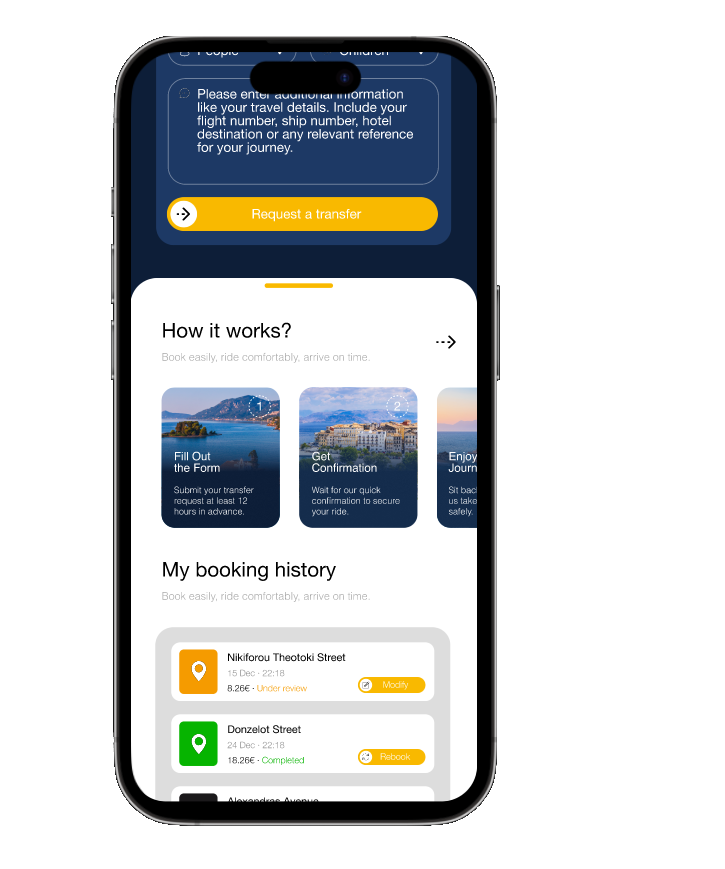 People
Children
Please enter additional information
like your travel details. Include your
flight number, ship number, hotel
destination or any relevant reference
for your journey.
Request a transfer
How it works?
Book easily, ride comfortably, arrive on time.
1
Fill Out
the Form
Submit your transfer
request at least 12
hours in advance.
2
Get
Confirmation
Wait for our quick
confirmation to secure
your ride.
Enjoy
Journ
Sit bac
us take
safely.
My booking history
Book easily, ride comfortably, arrive on time.
Nikiforou Theotoki Street
15 Dec - 22:18
8.26€ - Under review
Modify
Donzelot Street
24 Dec - 22:18
18.26€ - Completed
Rebook
Alexandras Avenue